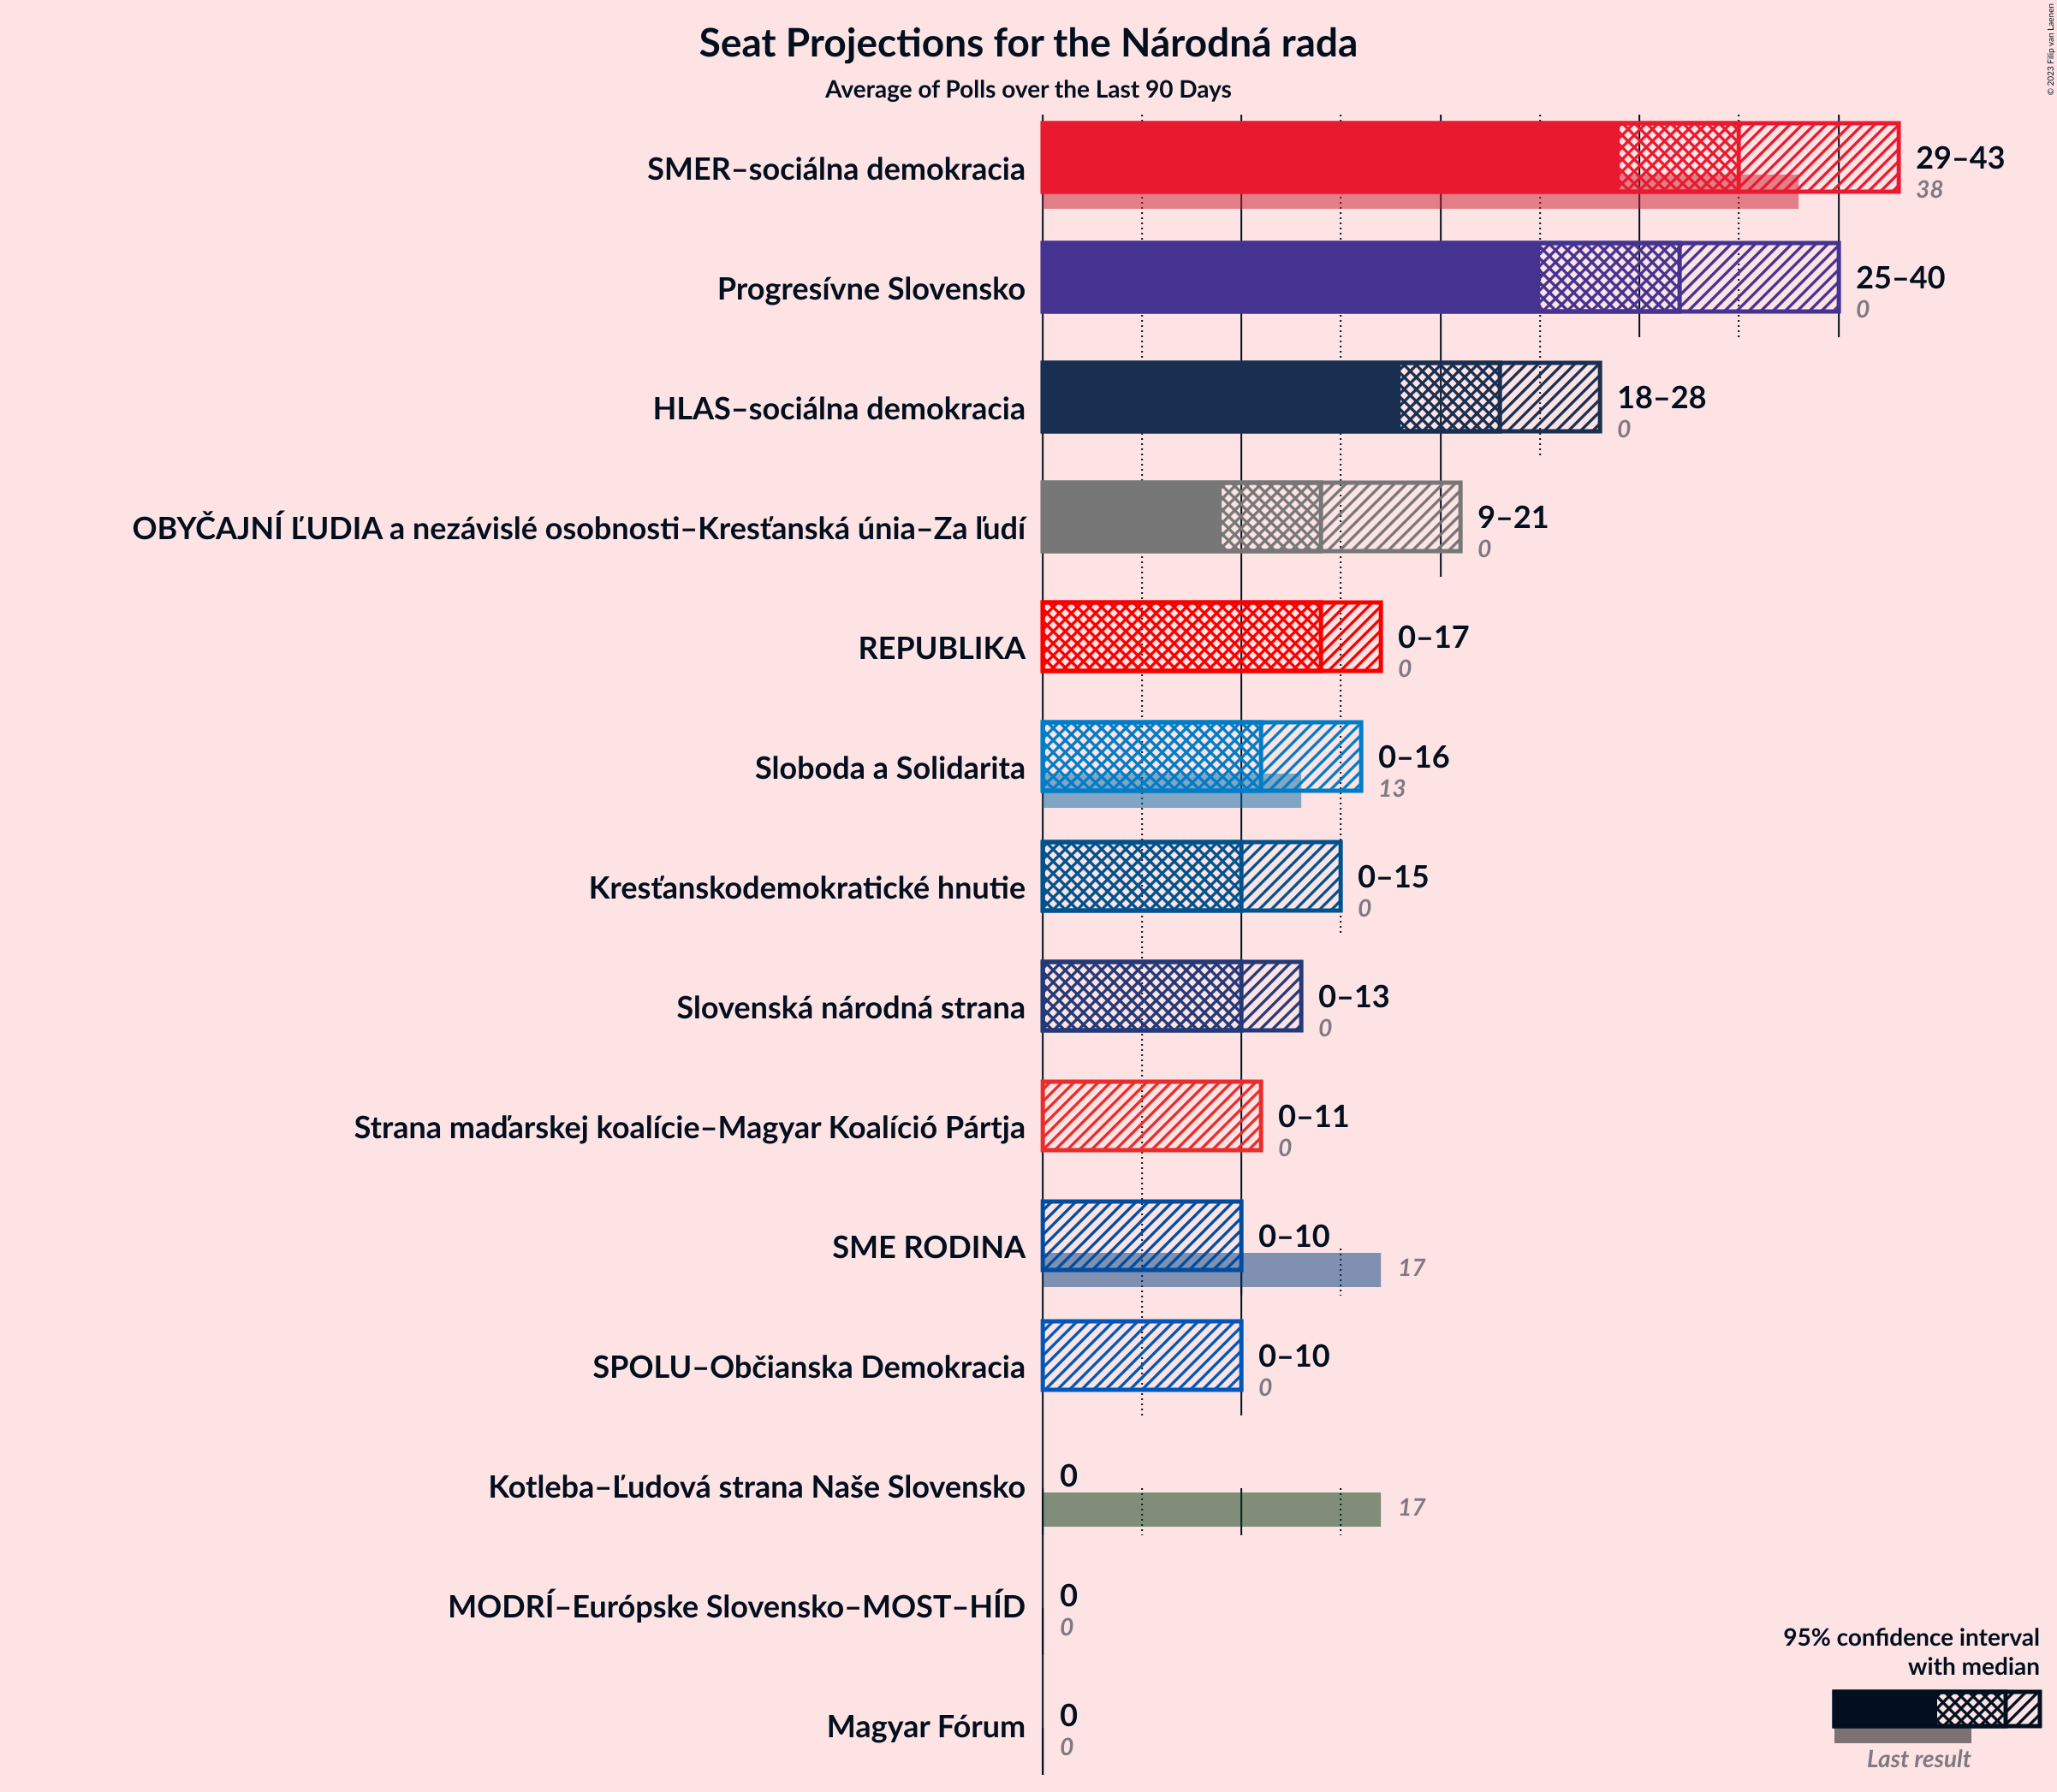 Seat Projections for the Národná rada
Average of Polls over the Last 90 Days
© 2023 Filip van Laenen
SMER–sociálna demokracia
29–43
38
Progresívne Slovensko
25–40
0
HLAS–sociálna demokracia
18–28
0
OBYČAJNÍ ĽUDIA a nezávislé osobnosti–Kresťanská únia–Za ľudí
9–21
0
REPUBLIKA
0–17
0
Sloboda a Solidarita
0–16
13
Kresťanskodemokratické hnutie
0–15
0
Slovenská národná strana
0–13
0
Strana maďarskej koalície–Magyar Koalíció Pártja
0–11
0
SME RODINA
0–10
17
SPOLU–Občianska Demokracia
0–10
0
Kotleba–Ľudová strana Naše Slovensko
0
17
MODRÍ–Európske Slovensko–MOST–HÍD
0
0
Magyar Fórum
0
0
95% confidence interval
with median
Last result